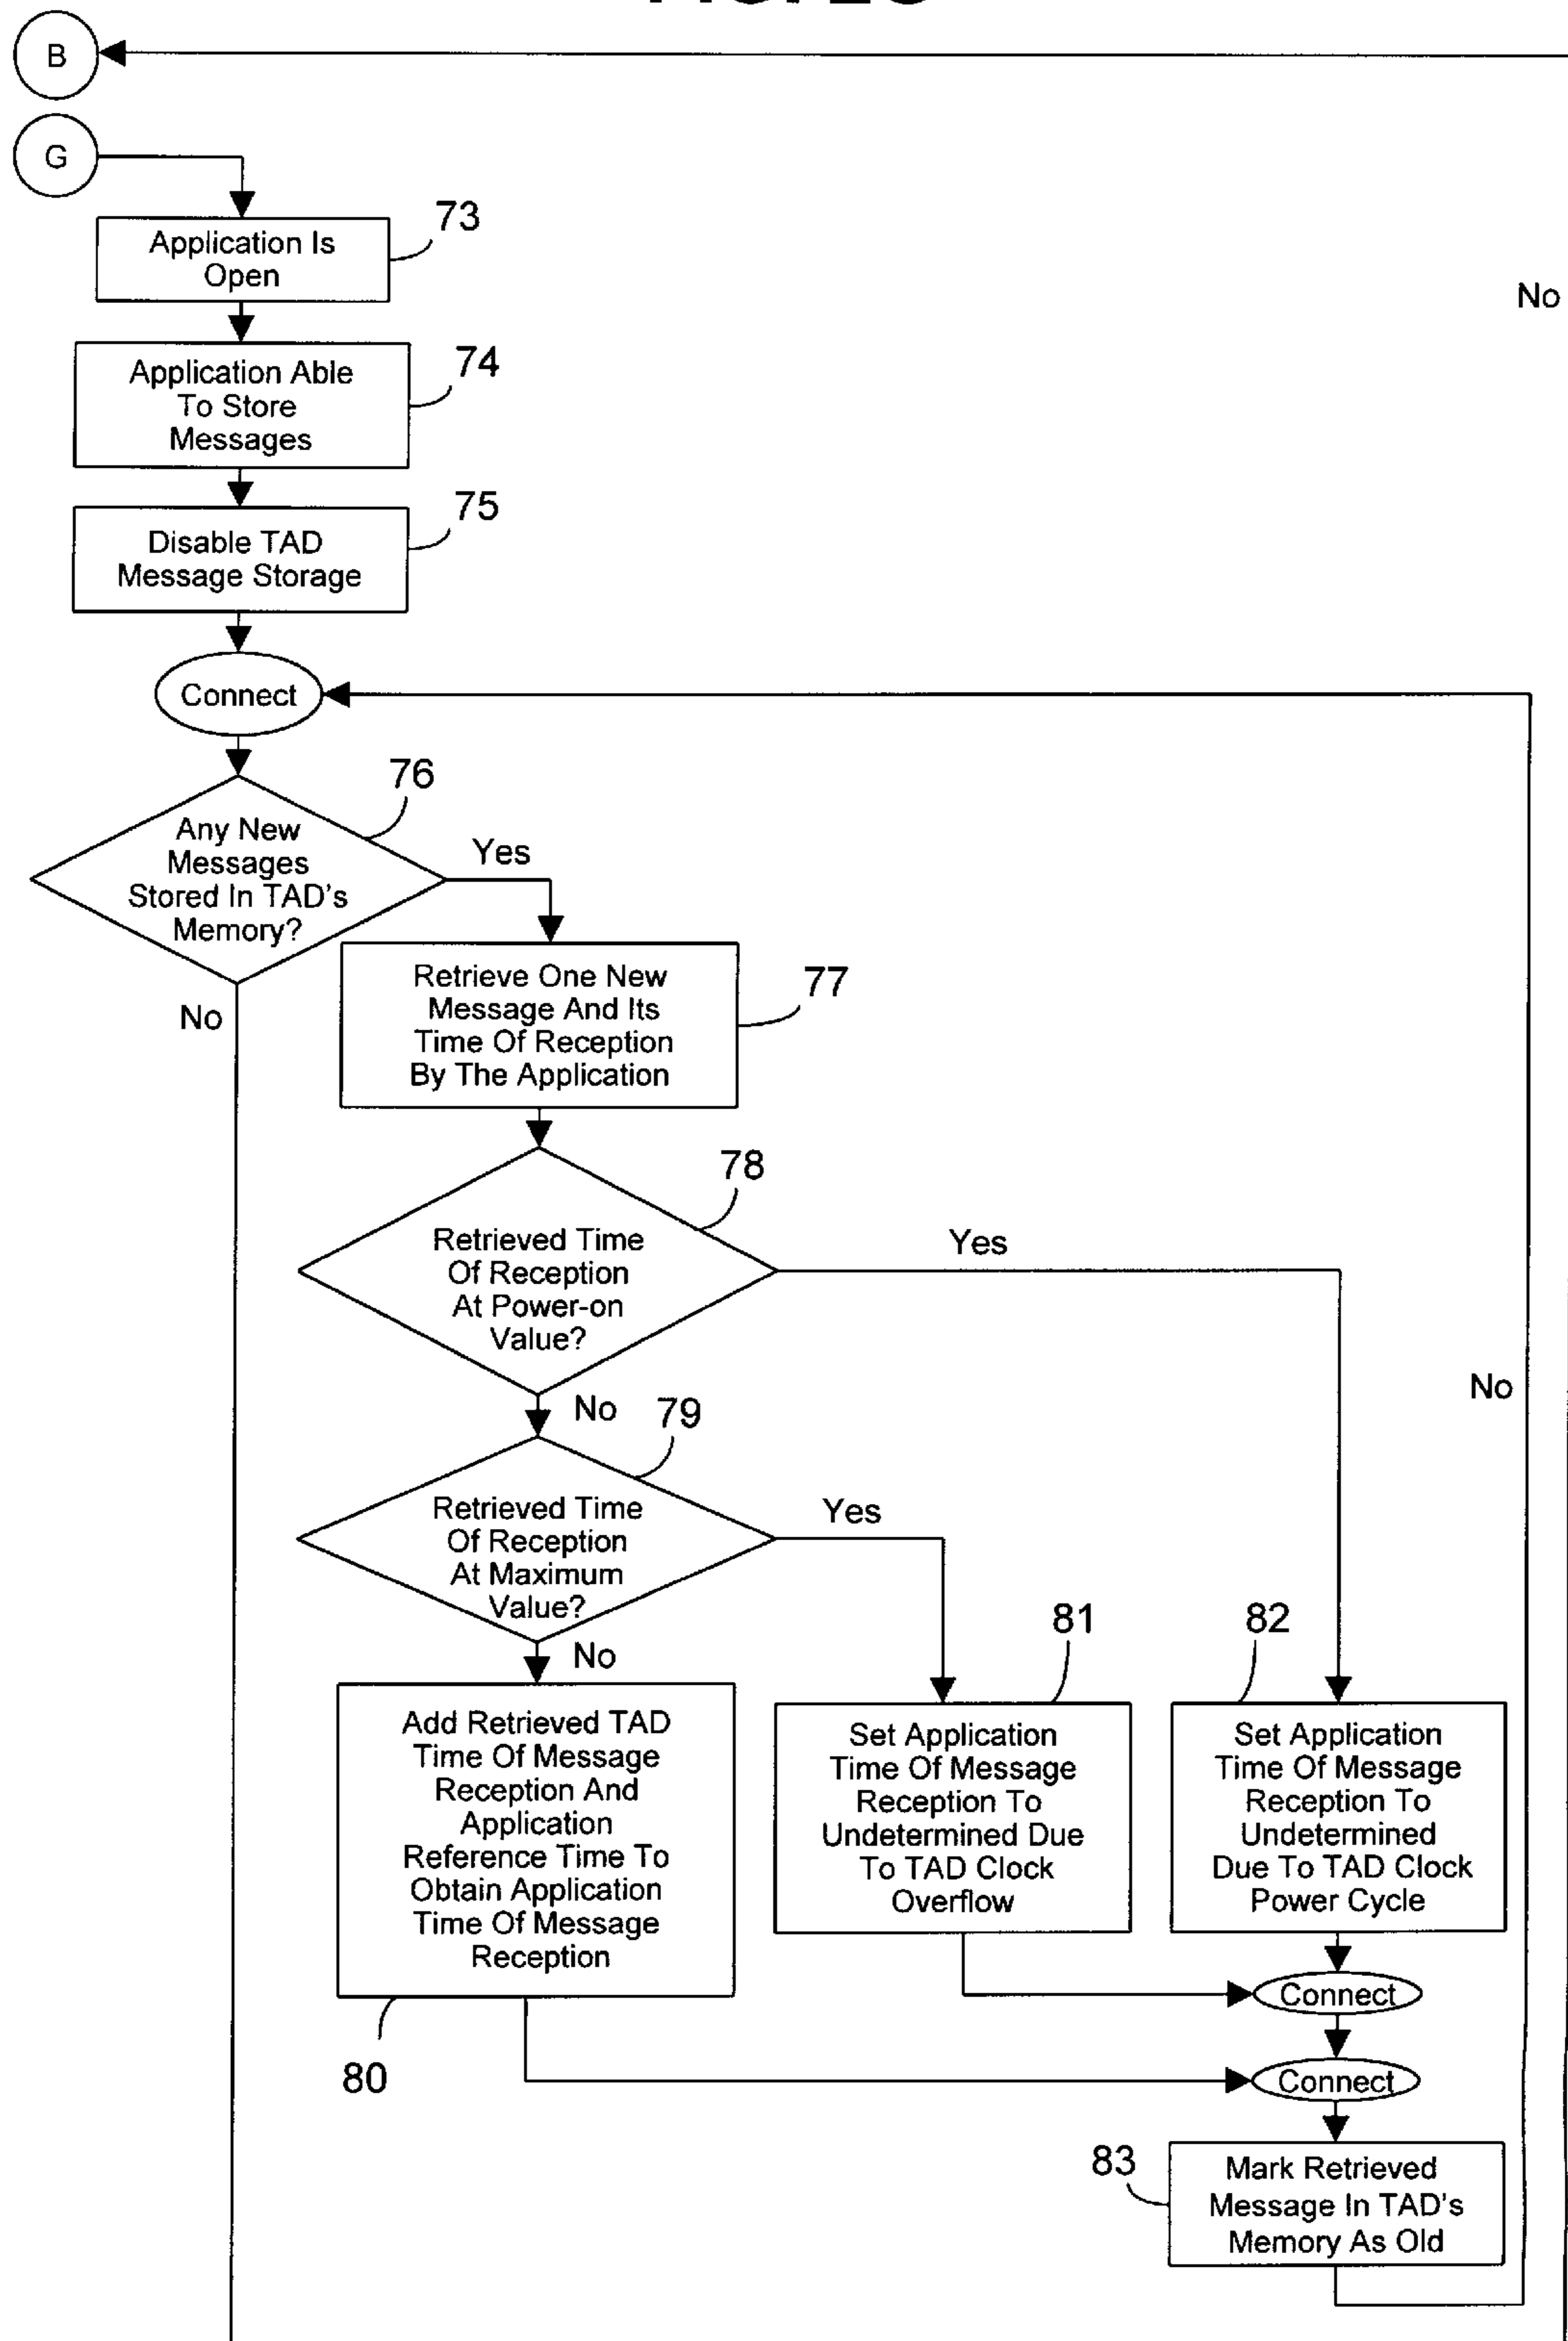 B
G
73
Application Is
Open
No
74
Application Able
To Store
Messages
75
Disable TAD
Message Storage
Connect
76
Any New
Messages
Stored In TAD's
Memory?
Yes
No
77
Retrieve One New
Message And Its
Time Of Reception
By The Application
78
Retrieved Time
Of Reception
At Power-on
Value?
Yes
No
No
79
Retrieved Time
Of Reception
At Maximum
Value?
Yes
No
80
Add Retrieved TAD
Time Of Message
Reception And
Application
Reference Time To
Obtain Application
Time Of Message
Reception
81
Set Application
Time Of Message
Reception To
Undetermined Due
To TAD Clock
Overflow
82
Set Application
Time Of Message
Reception To
Undetermined
Due To TAD Clock
Power Cycle
Connect
Connect
83
Mark Retrieved
Message In TAD's
Memory As Old